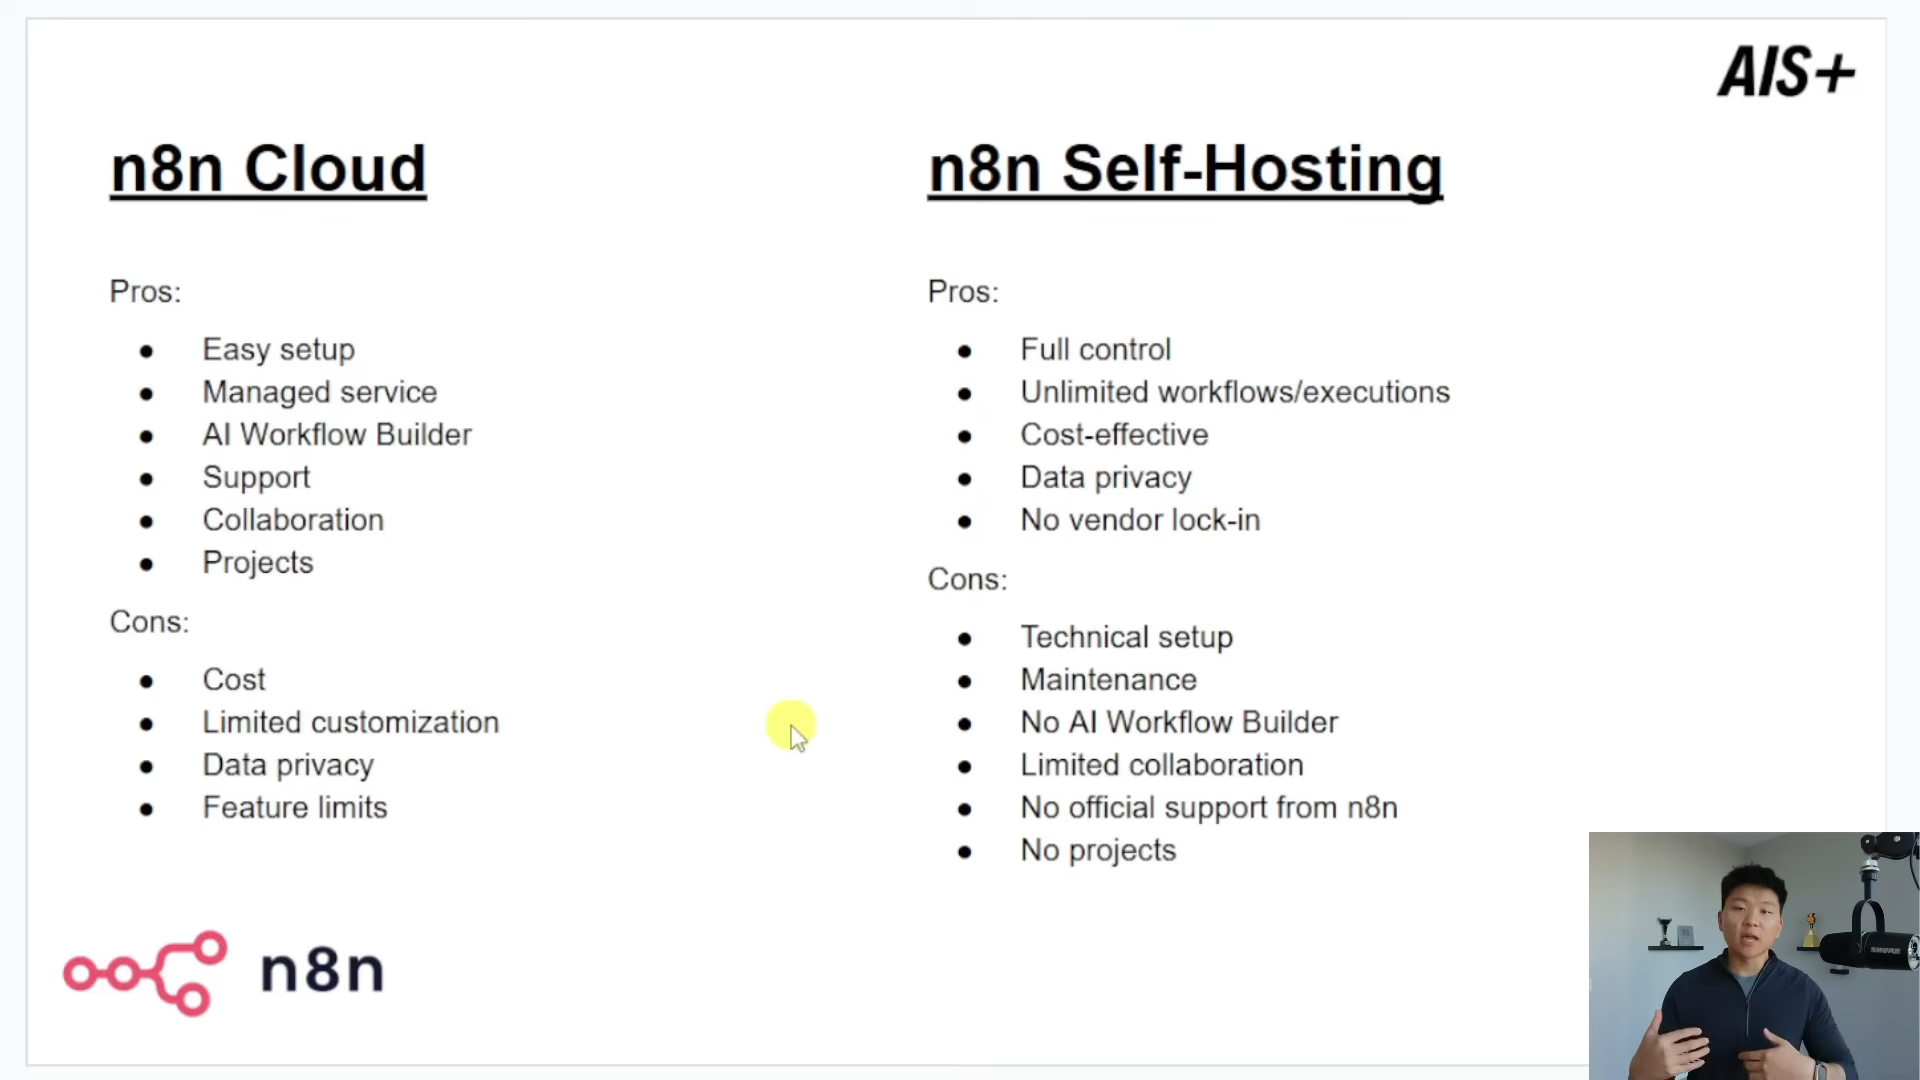 AIS+
n8n Cloud
Pros:
● Easy setup
● Managed service
● AI Workflow Builder
● Support
● Collaboration
● Projects
Cons:
● Cost
● Limited customization
● Data privacy
● Feature limits
n8n Self-Hosting
Pros:
● Full control
● Unlimited workflows/executions
● Cost-effective
● Data privacy
● No vendor lock-in
Cons:
● Technical setup
● Maintenance
● No AI Workflow Builder
● Limited collaboration
● No official support from n8n
● No projects
n8n
SHURE